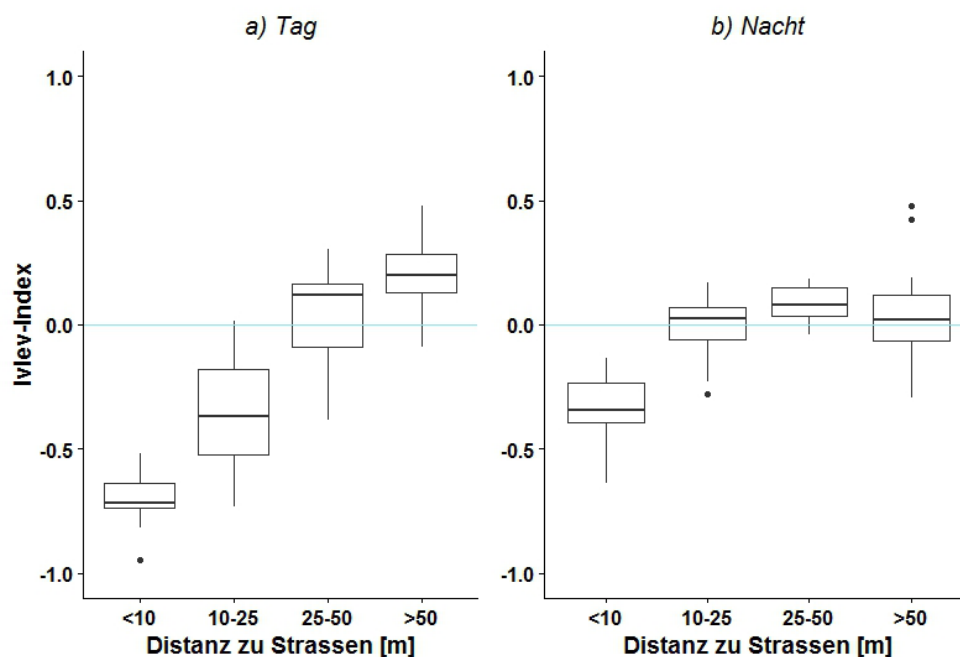 a) Tag
b) Nacht
Ivlev-Index
1.0
0.5
0.0
-0.5
-1.0
1.0
0.5
0.0
-0.5
-1.0
<10 10-25 25-50 >50
<10 10-25 25-50 >50
Distanz zu Strassen [m]
Distanz zu Strassen [m]